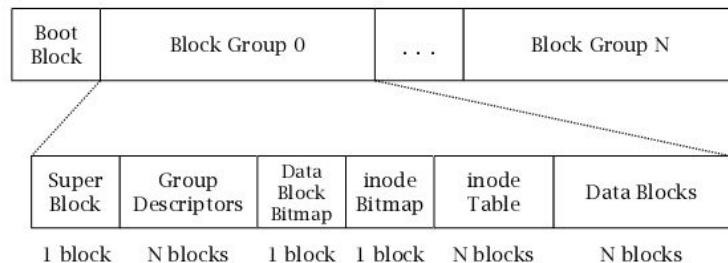 Boot
Block
Block Group 0
. . .
Block Group N
Super
Block
Group
Descriptors
Data
Block
Bitmap
inode
Bitmap
inode
Table
Data Blocks
1 block
N blocks
1 block
1 block
N blocks
N blocks